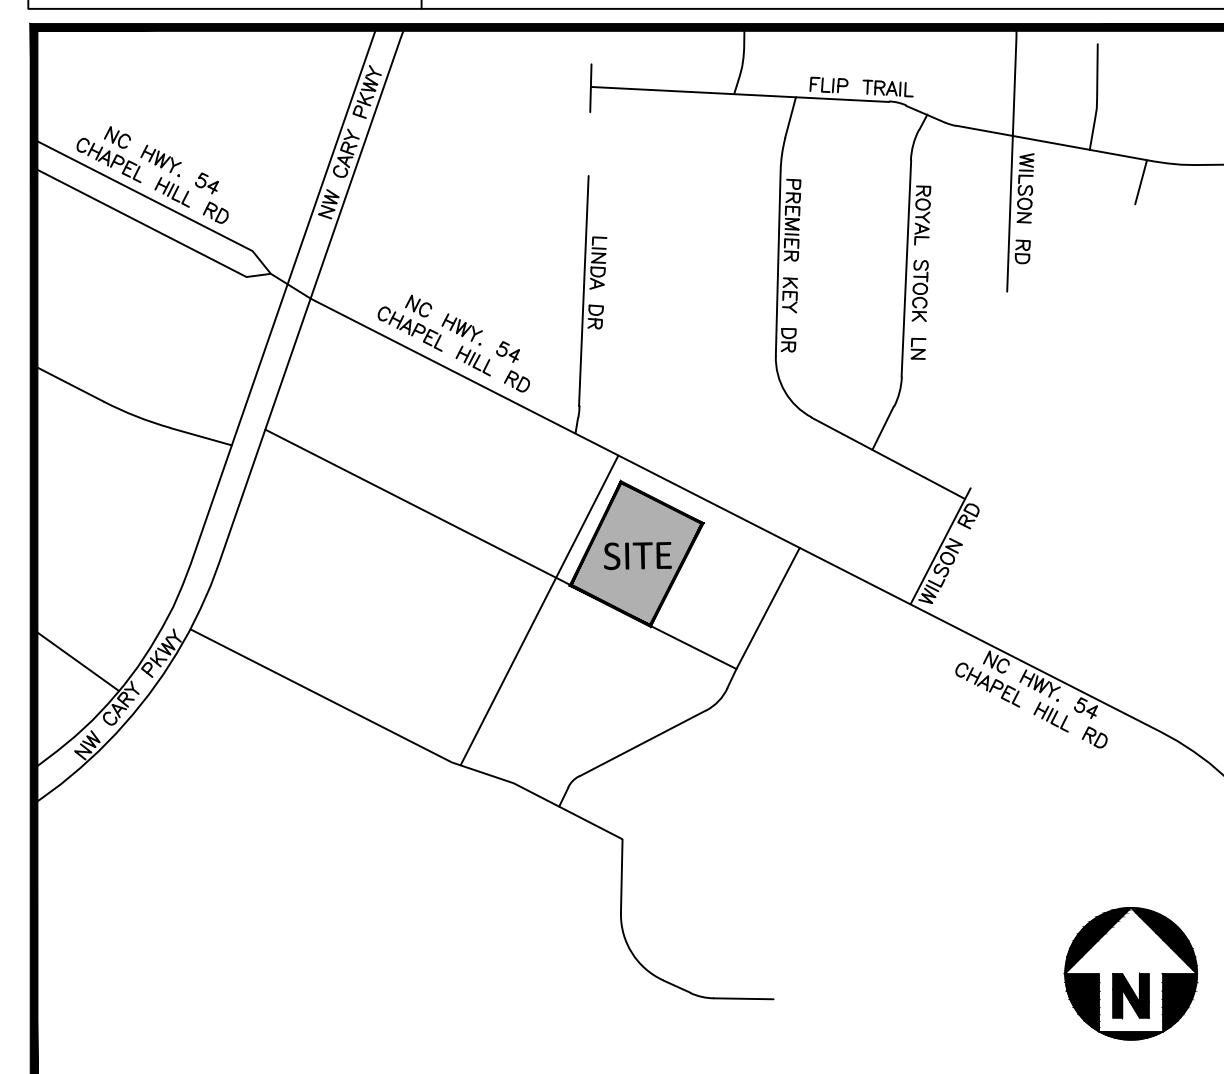 FLIP TRAIL
NW CARY PKWY
NC HWY. 54
CHAPEL HILL RD
WILSON RD
PREMIER KEY DR
ROYAL STOCK LN
LINDA DR
NC HWY. 54
CHAPEL HILL RD
SITE
WILSON RD
NW CARY PKWY
NC HWY. 54
CHAPEL HILL RD
N